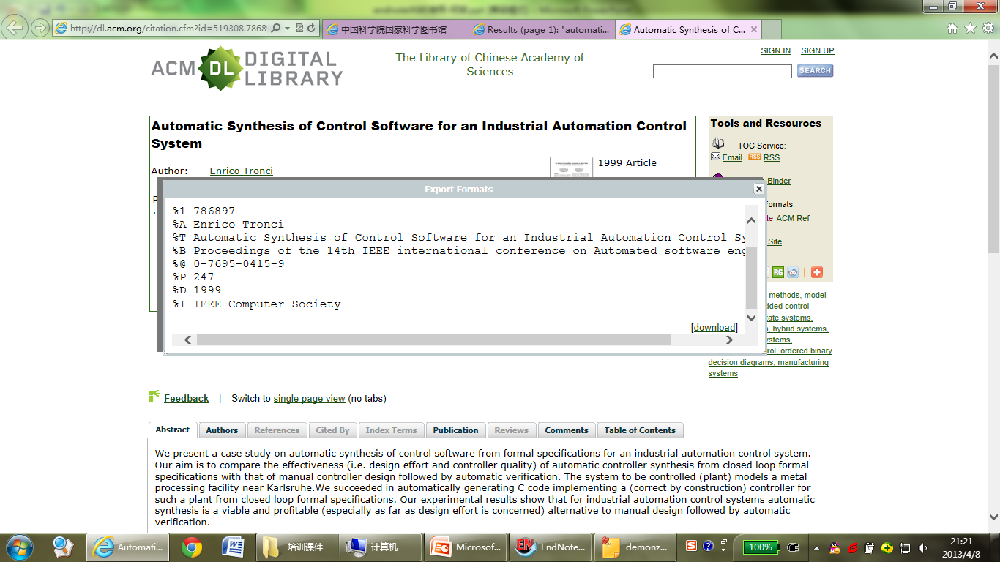 http://dl.acm.org/citation.cfm?id=519308.7868
中国科学院国家科学图书馆
Results (page 1): "automati...
Automatic Synthesis of C...
ACM DL DIGITAL LIBRARY
The Library of Chinese Academy of
Sciences
SIGN IN SIGN UP
SEARCH
Automatic Synthesis of Control Software for an Industrial Automation Control
System
Author: Enrico Tronci
1999 Article
Tools and Resources
TOC Service:
Email RSS RSS
Binder
ormats:
te ACM Ref
Site
RG |
methods, model
dded control
tate systems,
s, hybrid systems,
ystems,
rol, ordered binary
decision diagrams, manufacturing
systems
Export Formats
%1 786897
%A Enrico Tronci
%T Automatic Synthesis of Control Software for an Industrial Automation Control Sy
%B Proceedings of the 14th IEEE international conference on Automated software eng
%@ 0-7695-0415-9
%P 247
%D 1999
%I IEEE Computer Society
[download]
Feedback | Switch to single page view (no tabs)
Abstract Authors References Cited By Index Terms Publication Reviews Comments Table of Contents
We present a case study on automatic synthesis of control software from formal specifications for an industrial automation control system.
Our aim is to compare the effectiveness (i.e. design effort and controller quality) of automatic controller synthesis from closed loop formal
specifications with that of manual controller design followed by automatic verification. The system to be controlled (plant) models a metal
processing facility near Karlsruhe.We succeeded in automatically generating C code implementing a (correct by construction) controller for
such a plant from closed loop formal specifications. Our experimental results show that for industrial automation control systems automatic
synthesis is a viable and profitable (especially as far as design effort is concerned) alternative to manual design followed by automatic
verification.
Automati...
培训课件
计算机
Microsof...
EndNote...
demonz...
100%
21:21
2013/4/8